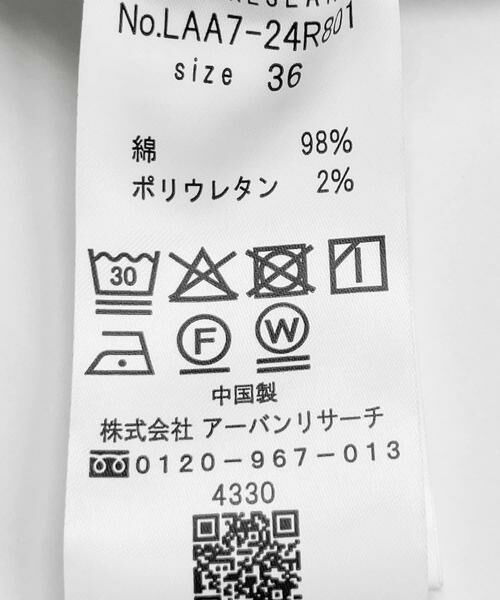 No.LAA7-24R801
size 36
綿 98%
ポリウレタン 2%
30
F W
中国製
株式会社 アーバンリサーチ
0120-967-013
4330